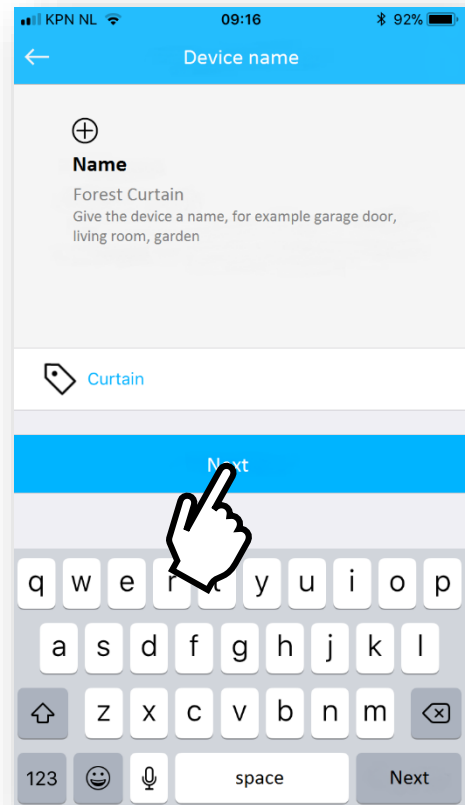 KPN NL 09:16 92%
Device name
Name
Forest Curtain
Give the device a name, for example garage door,
living room, garden
Curtain
Next
q w e r t y u i o p
a s d f g h j k l
z x c v b n m
123 space Next